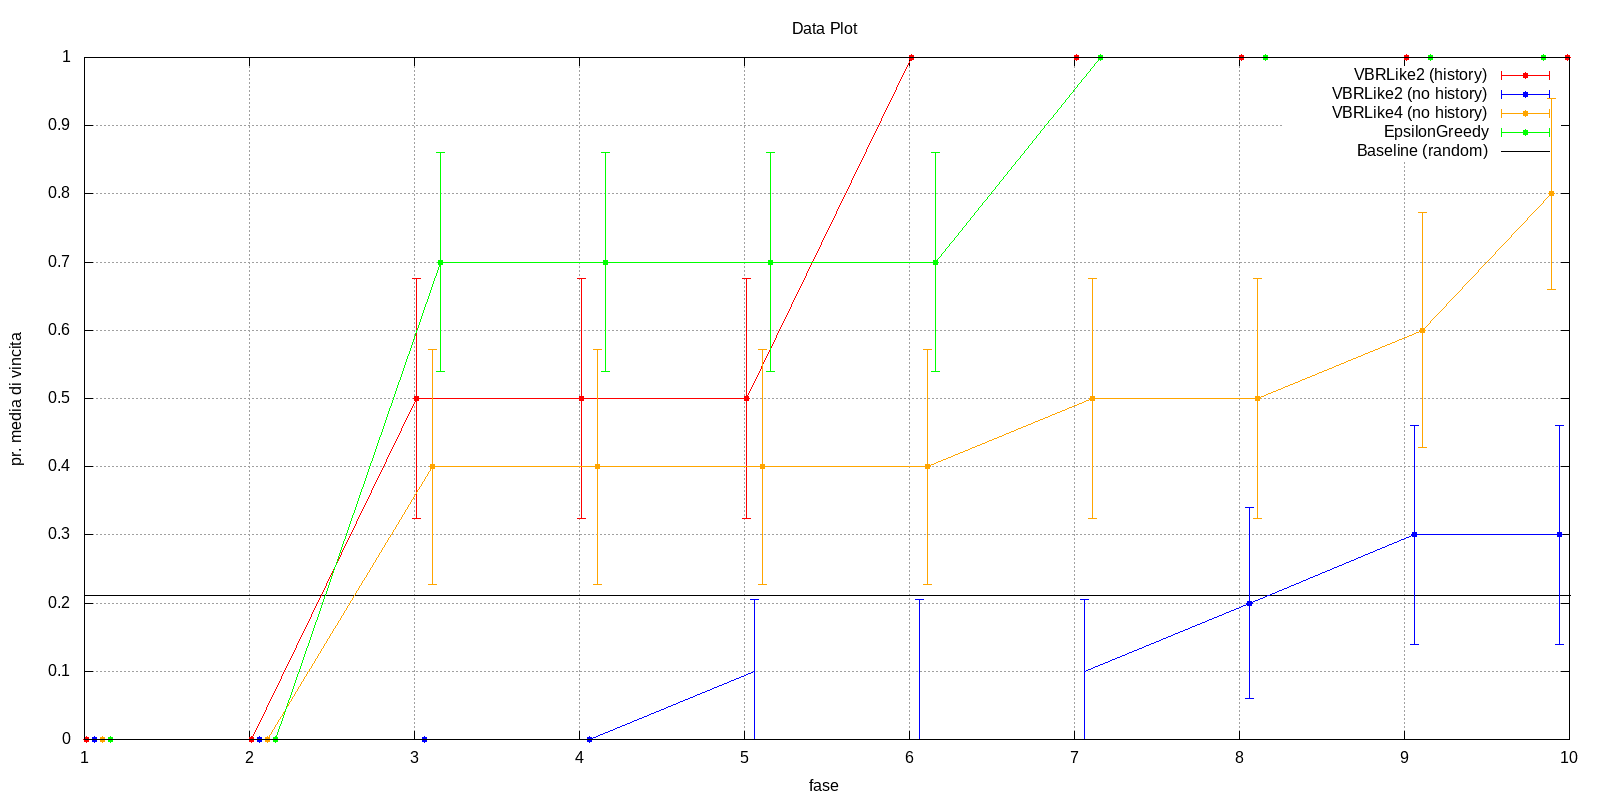 Data Plot
1
0.9
0.8
0.7
0.6
0.5
0.4
0.3
0.2
0.1
0
pr. media di vincita
VBRLike2 (history)
VBRLike2 (no history)
VBRLike4 (no history)
EpsilonGreedy
Baseline (random)
1 2 3 4 5 6 7 8 9 10
fase